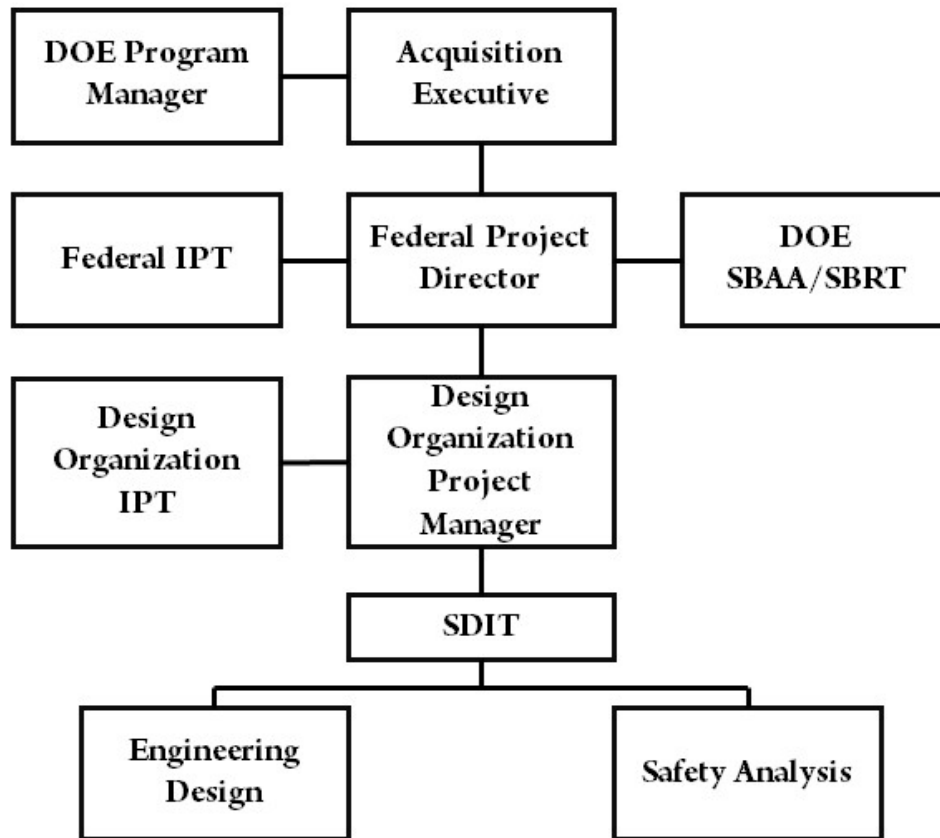 DOE Program
Manager
Acquisition
Executive
Federal IPT
Federal Project
Director
DOE
SBAA/SBRT
Design
Organization
IPT
Design
Organization
Project
Manager
SDIT
Engineering
Design
Safety Analysis